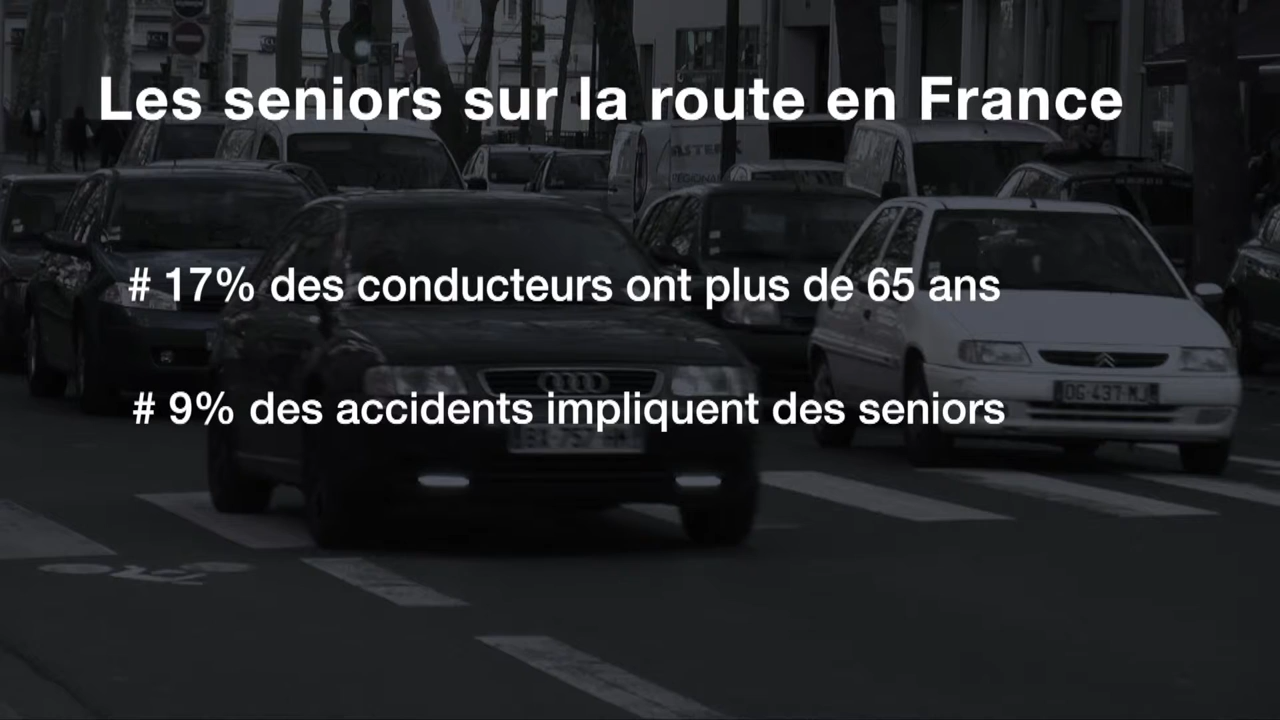 Les seniors sur la route en France
ASTEREX
# 17% des conducteurs ont plus de 65 ans
# 9% des accidents impliquent des seniors
DG-437-MJ